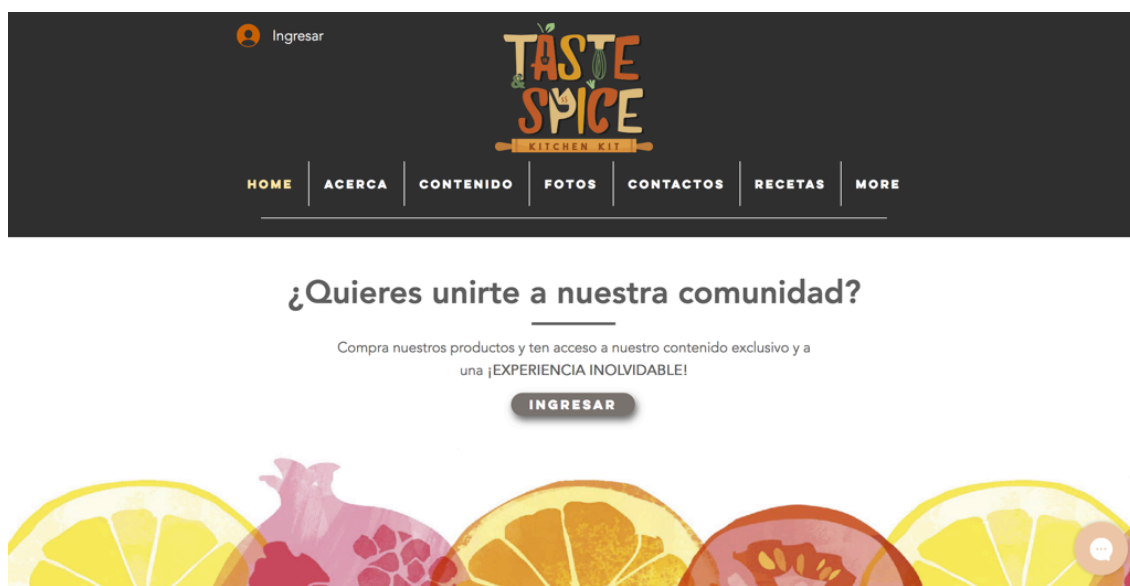 Ingresar
TASTE
&
SPICE
KITCHEN KIT
HOME ACERCA CONTENIDO FOTOS CONTACTOS RECETAS MORE
¿Quieres unirte a nuestra comunidad?
Compra nuestros productos y ten acceso a nuestro contenido exclusivo y a
una ¡EXPERIENCIA INOLVIDABLE!
INGRESAR